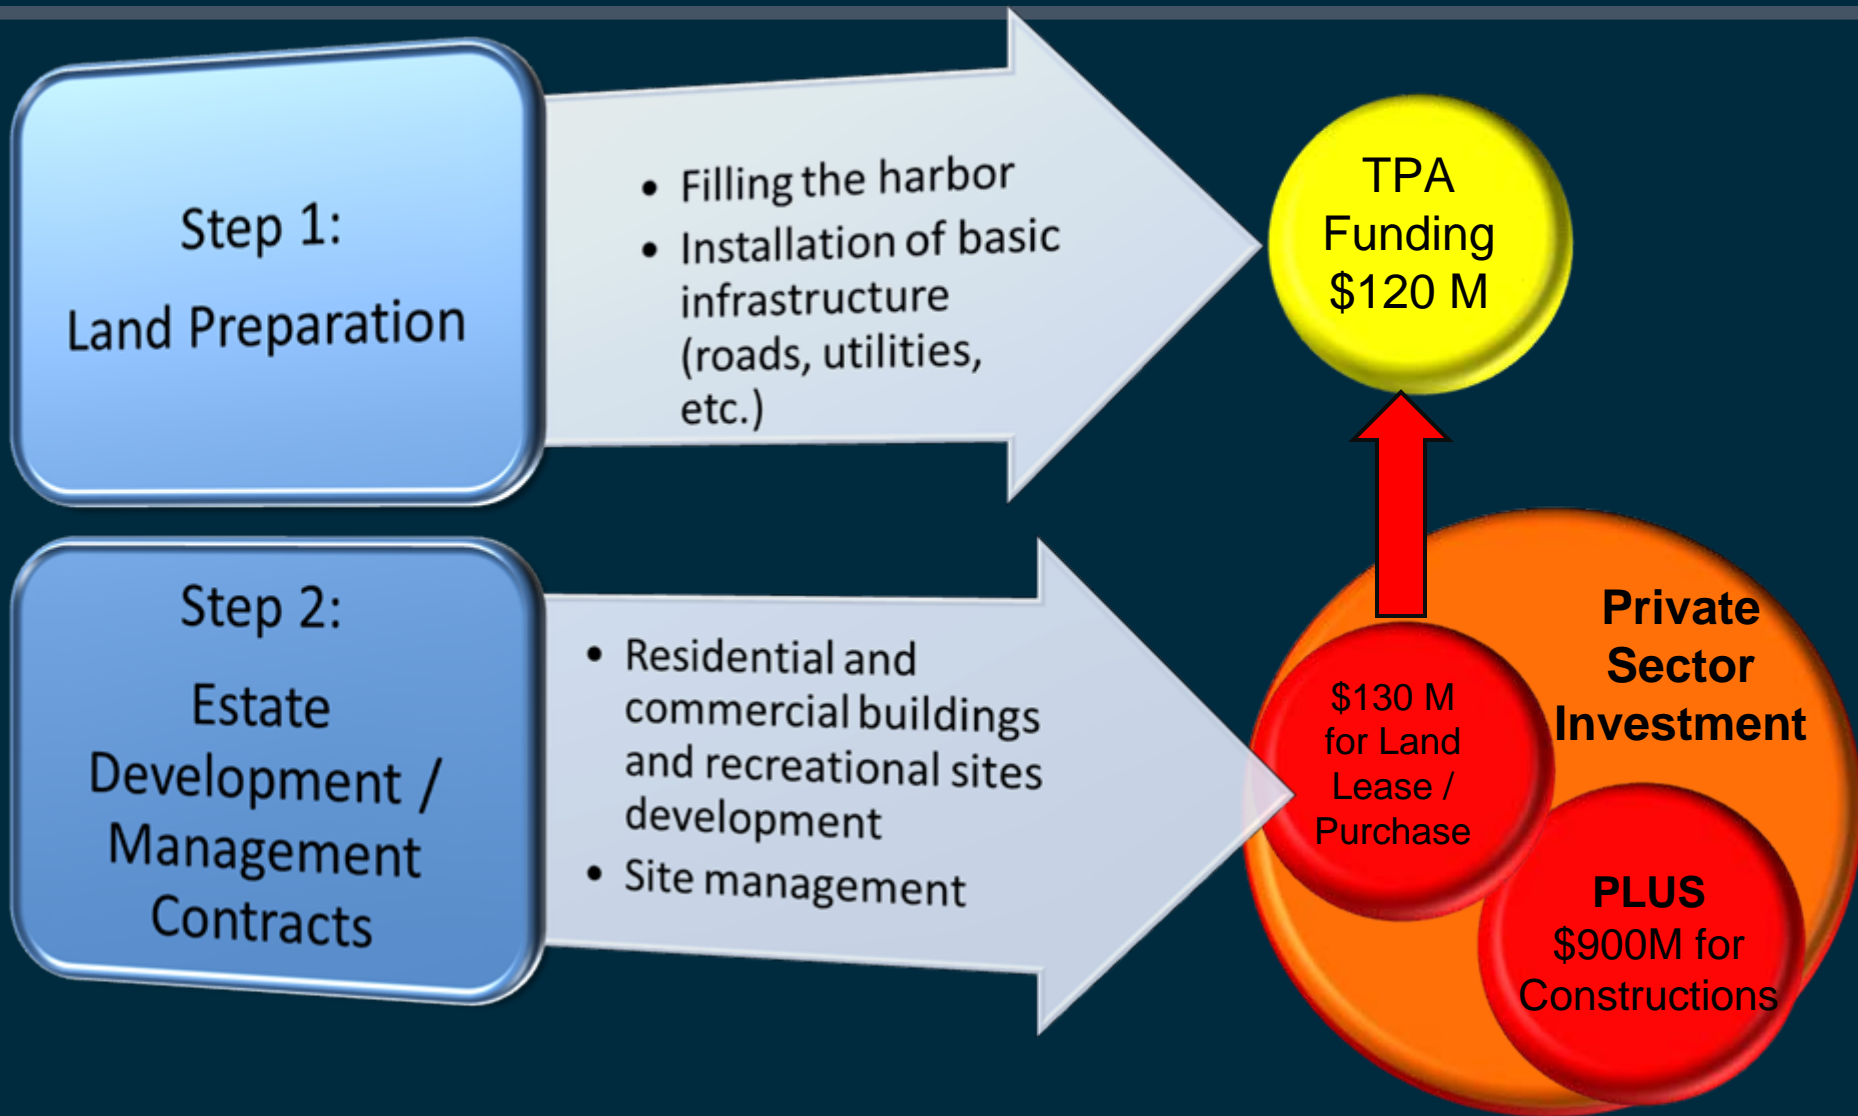 Step 1:
Land Preparation
• Filling the harbor
• Installation of basic
infrastructure
(roads, utilities,
etc.)
TPA
Funding
$120 M
Step 2:
Estate
Development /
Management
Contracts
• Residential and
commercial buildings
and recreational sites
development
• Site management
Private
Sector
Investment
$130 M
for Land
Lease /
Purchase
PLUS
$900M for
Constructions